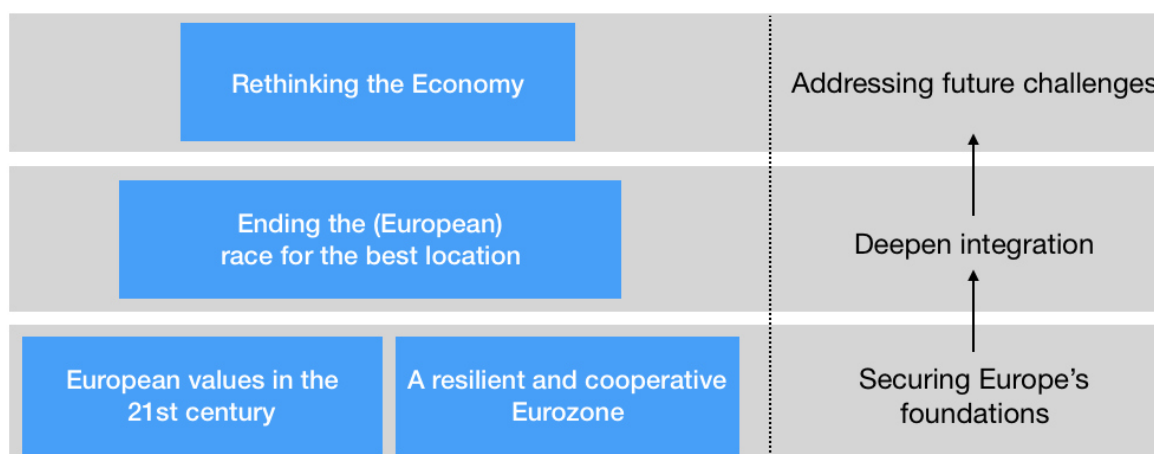 Rethinking the Economy
Addressing future challenges
Ending the (European)
race for the best location
Deepen integration
European values in the
21st century
A resilient and cooperative
Eurozone
Securing Europe's
foundations